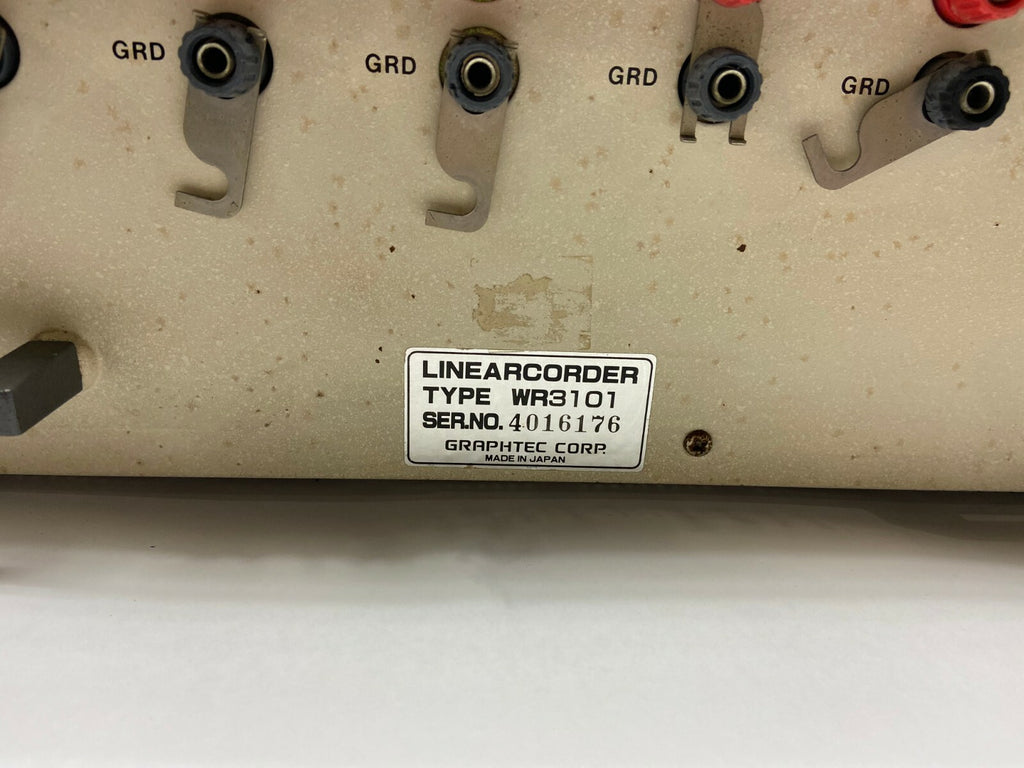 GRD
GRD
GRD
GRD
LINEARCORDER
TYPE WR3101
SER.NO. 4016176
GRAPHTEC CORP.
MADE IN JAPAN